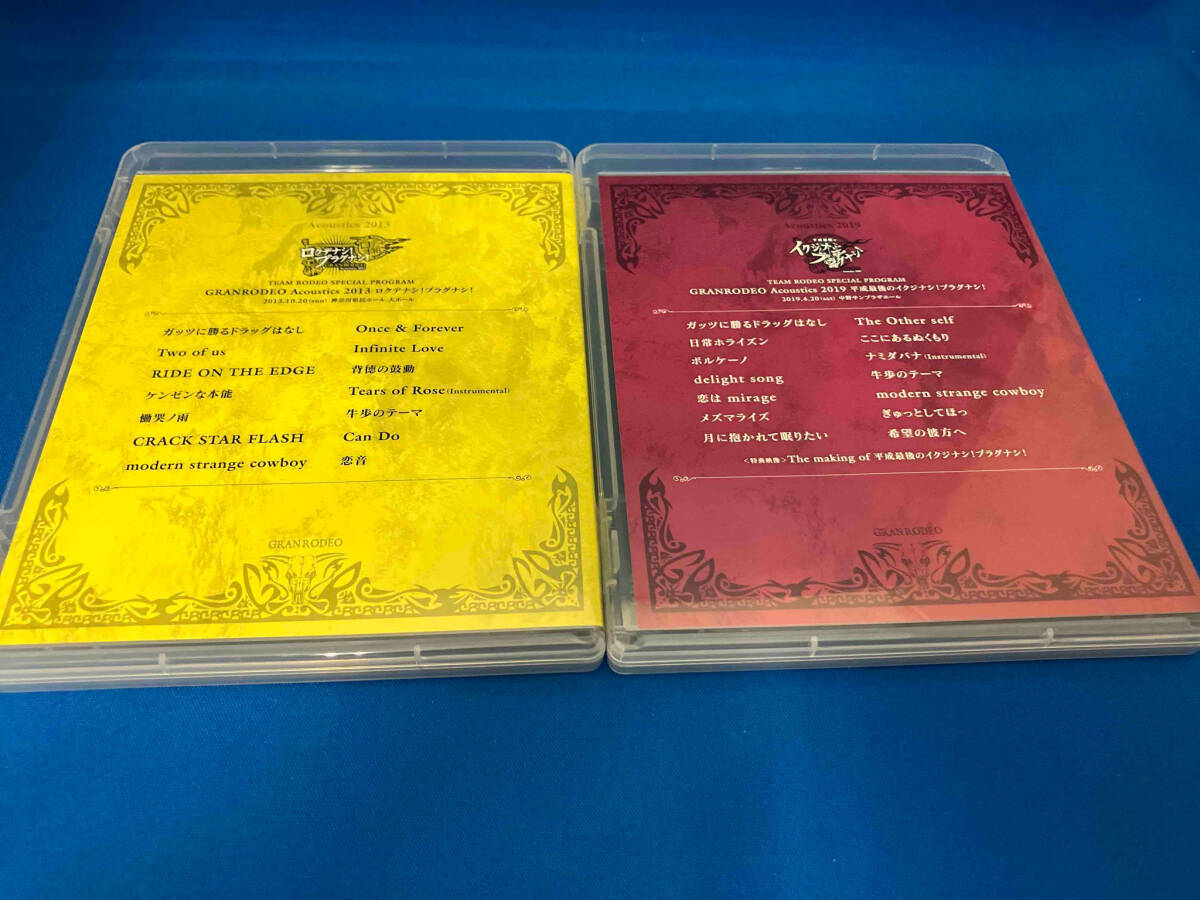 Acoustics 2013
ロクデナシ!
プラグナシ!
TEAM RODEO SPECIAL PROGRAM
GRANRODEO Acoustics 2013 ロクデナシ!プラグナシ!
2013.10.20(sun) 神奈川県民ホール 大ホール
ガッツに勝るドラッグはなし
Two of us
RIDE ON THE EDGE
ケンゼンな本能
慟哭ノ雨
CRACK STAR FLASH
modern strange cowboy
Once & Forever
Infinite Love
背徳の鼓動
Tears of Rose(Instrumental)
牛歩のテーマ
Can Do
恋音
GRANRODEO
Acoustics 2019
平成最後の
イクジナシ!
プラグナシ!
TEAM RODEO SPECIAL PROGRAM
GRANRODEO Acoustics 2019 平成最後のイクジナシ!プラグナシ!
2019.4.20(sat) 中野サンプラザホール
ガッツに勝るドラッグはなし
日常ホライズン
ボルケーノ
delight song
恋は mirage
メズマライズ
月に抱かれて眠りたい
The Other self
ここにあるぬくもり
ナミダバナ(Instrumental)
牛歩のテーマ
modern strange cowboy
ぎゅっとしてほっ
希望の彼方へ
<特典映像>The making of 平成最後のイクジナシ!プラグナシ!
GRANRODEO